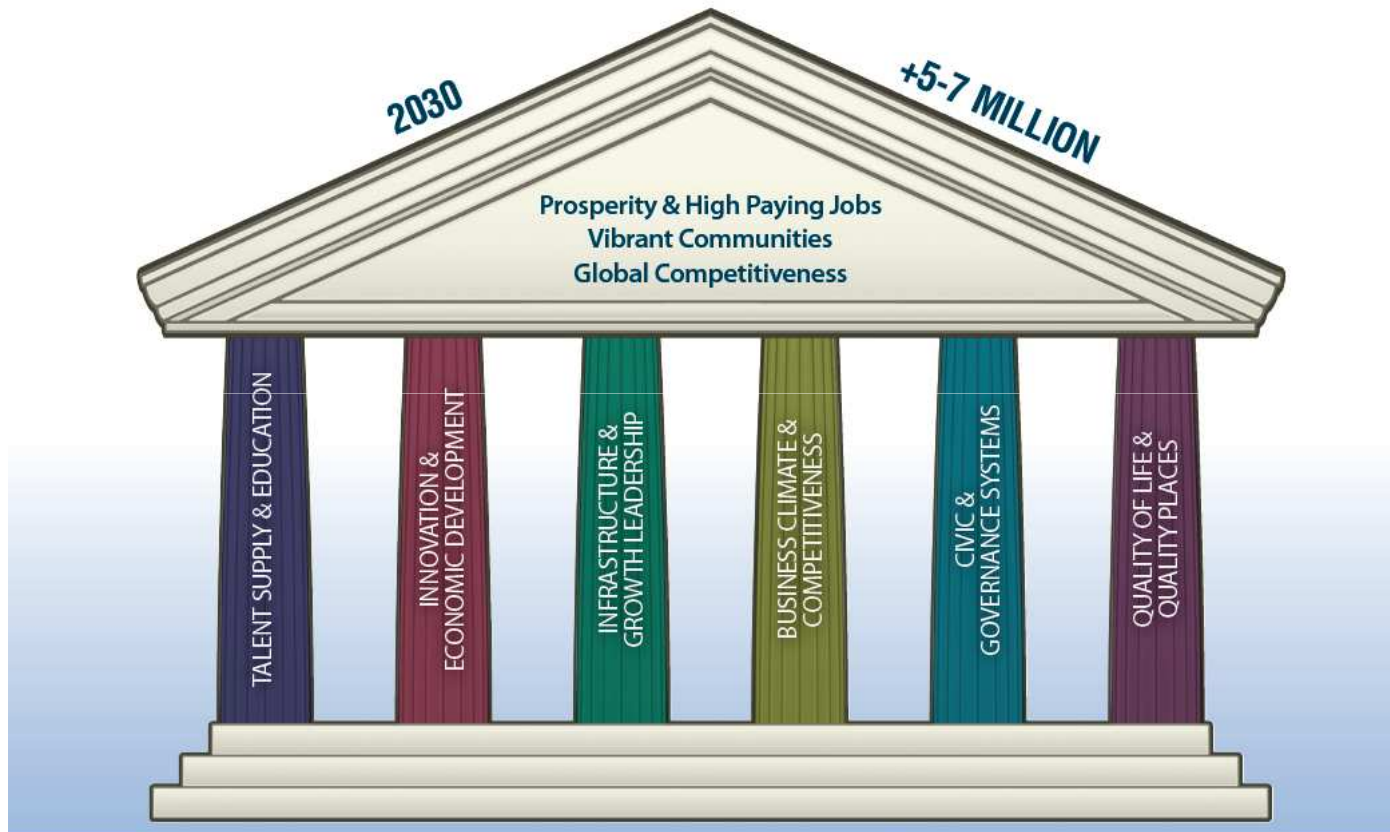 2030
+5-7 MILLION
Prosperity & High Paying Jobs
Vibrant Communities
Global Competitiveness
TALENT SUPPLY & EDUCATION
INNOVATION &
ECONOMIC DEVELOPMENT
INFRASTRUCTURE &
GROWTH LEADERSHIP
BUSINESS CLIMATE &
COMPETITIVENESS
CIVIC &
GOVERNANCE SYSTEMS
QUALITY OF LIFE &
QUALITY PLACES